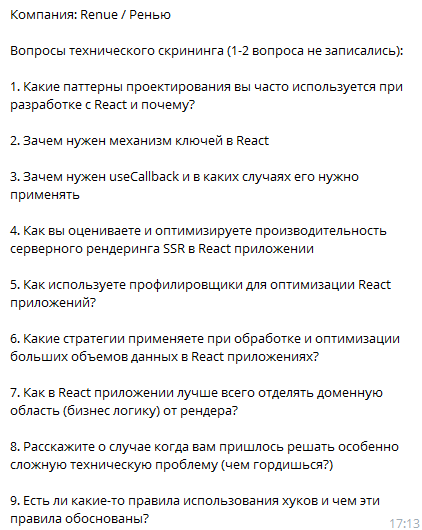 Компания: Renue / Ренью
Вопросы технического скрининга (1-2 вопроса не записались):
1. Какие паттерны проектирования вы часто используется при
разработке с React и почему?
2. Зачем нужен механизм ключей в React
3. Зачем нужен useCallback и в каких случаях его нужно
применять
4. Как вы оцениваете и оптимизируете производительность
серверного рендеринга SSR в React приложении
5. Как используете профилировщики для оптимизации React
приложений?
6. Какие стратегии применяете при обработке и оптимизации
больших объемов данных в React приложениях?
7. Как в React приложении лучше всего отделять доменную
область (бизнес логику) от рендера?
8. Расскажите о случае когда вам пришлось решать особенно
сложную техническую проблему (чем гордишься?)
9. Есть ли какие-то правила использования хуков и чем эти
правила обоснованы?
17:13